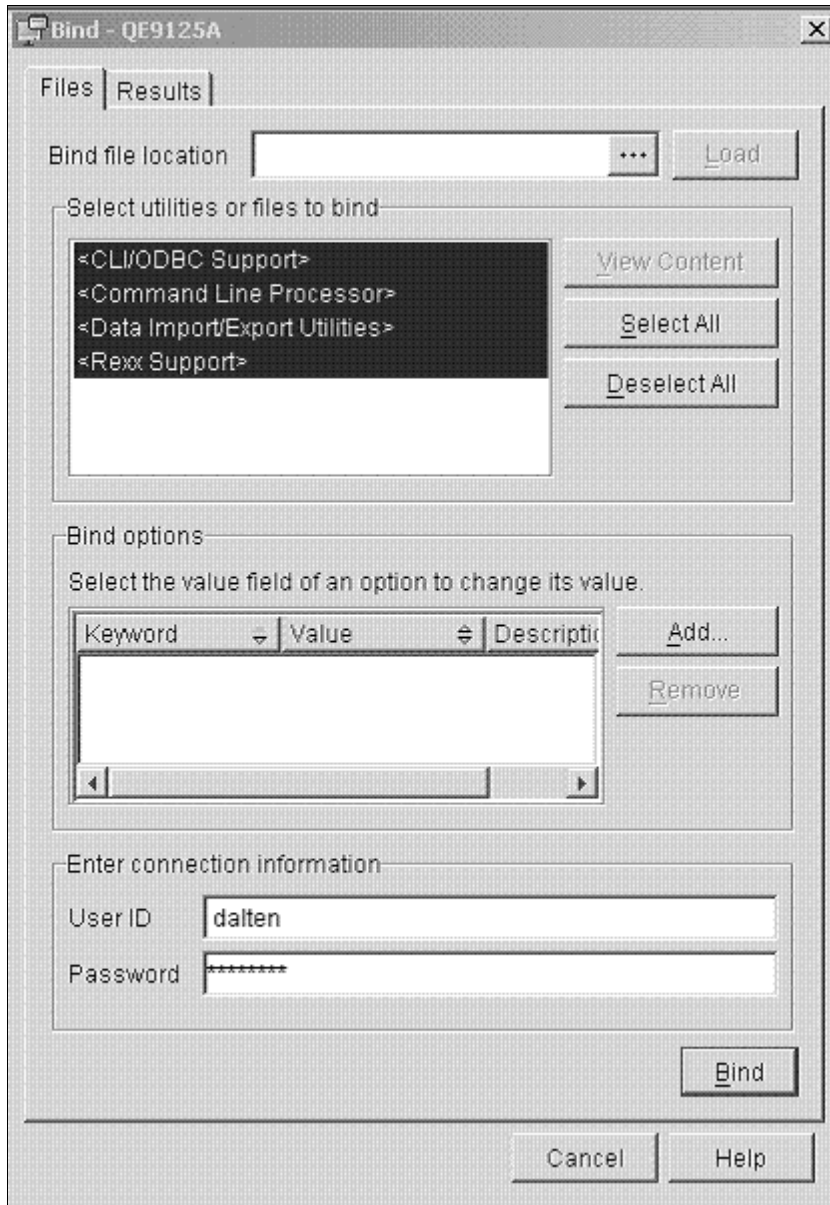 Bind - QE9125A
Files Results
Bind file location ... Load
Select utilities or files to bind
<CLI/ODBC Support>
<Command Line Processor>
<Data Import/Export Utilities>
<Rexx Support>
View Content
Select All
Deselect All
Bind options
Select the value field of an option to change its value.
Keyword Value Descriptic
Add...
Remove
Enter connection information
User ID dalten
Password ********
Bind
Cancel Help